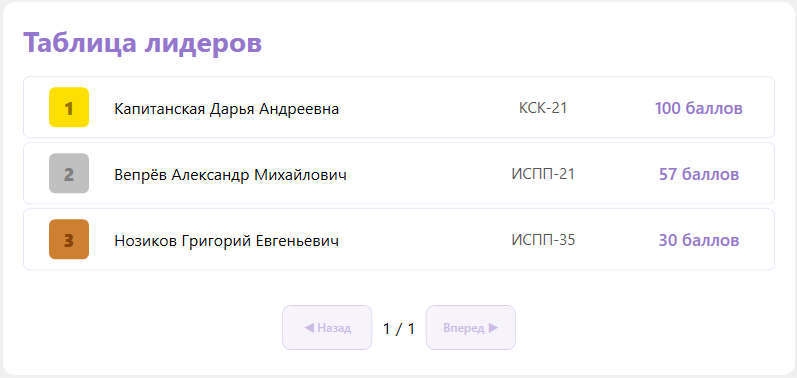 Таблица лидеров
1 Капитанская Дарья Андреевна КСК-21 100 баллов
2 Вепрёв Александр Михайлович ИСПП-21 57 баллов
3 Нозиков Григорий Евгеньевич ИСПП-35 30 баллов
◀ Назад 1 / 1 Вперед ▶